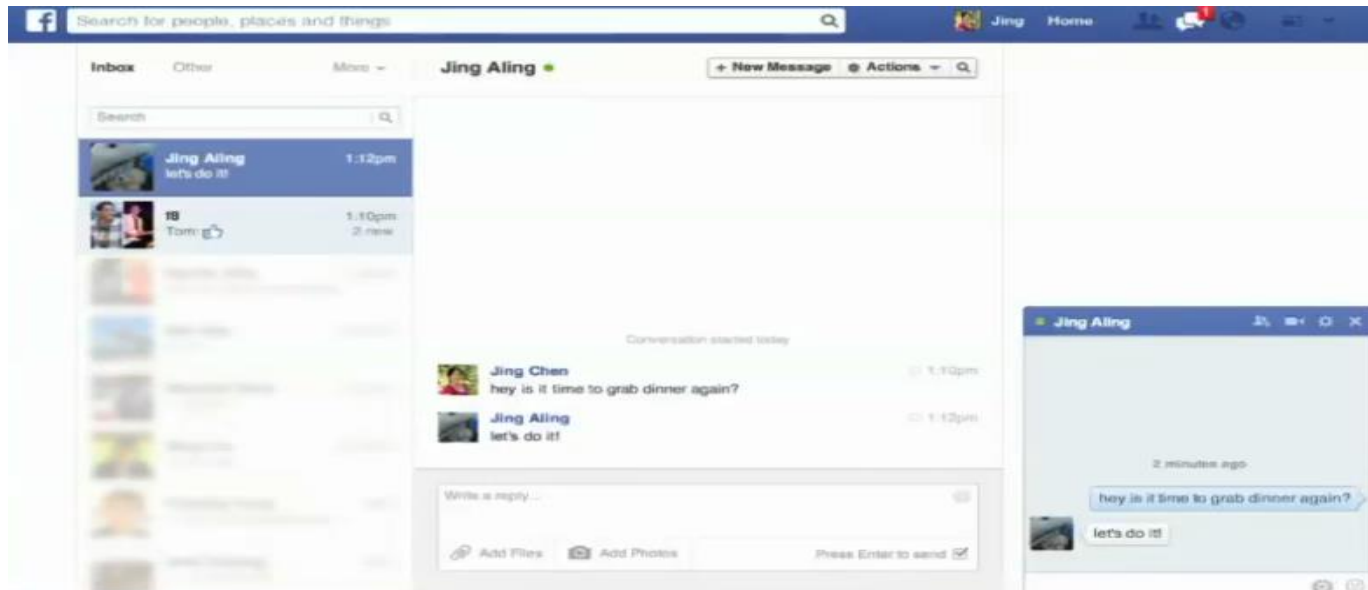 f
Search for people, places and things
Jing Home
1
Inbox Other More
Jing Aling
+ New Message Actions
Search
Jing Aling 1:12pm
let's do it!
1:10pm
Tom: 2 new
Conversation started today
Jing Chen 1:10pm
hey is it time to grab dinner again?
Jing Aling 1:12pm
let's do it!
Write a reply...
Add Files Add Photos Press Enter to send
Jing Aling
2 minutes ago
hey is it time to grab dinner again?
let's do it!